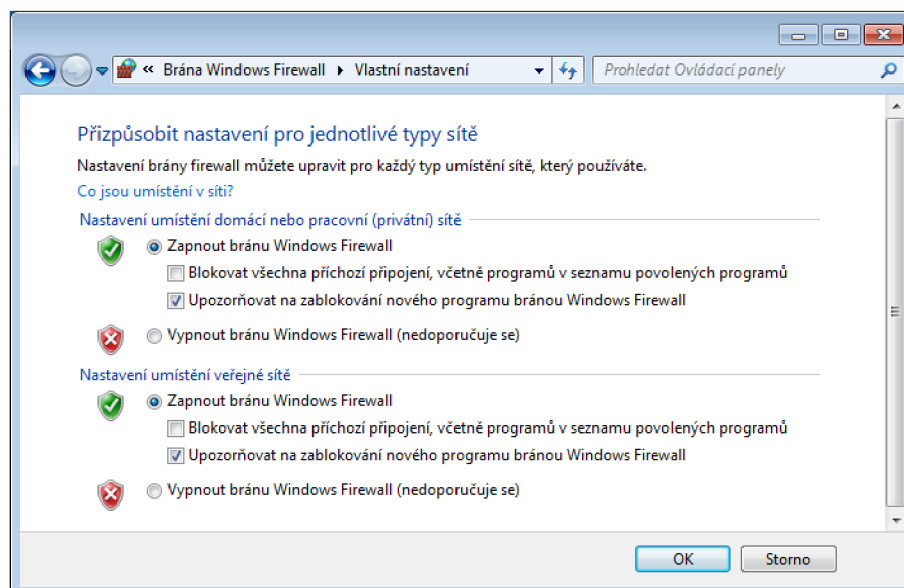 « Brána Windows Firewall ▸ Vlastní nastavení
Prohledat Ovládací panely
Přizpůsobit nastavení pro jednotlivé typy sítě
Nastavení brány firewall můžete upravit pro každý typ umístění sítě, který používáte.
Co jsou umístění v síti?
Nastavení umístění domácí nebo pracovní (privátní) sítě
Zapnout bránu Windows Firewall
Blokovat všechna příchozí připojení, včetně programů v seznamu povolených programů
Upozorňovat na zablokování nového programu bránou Windows Firewall
Vypnout bránu Windows Firewall (nedoporučuje se)
Nastavení umístění veřejné sítě
Zapnout bránu Windows Firewall
Blokovat všechna příchozí připojení, včetně programů v seznamu povolených programů
Upozorňovat na zablokování nového programu bránou Windows Firewall
Vypnout bránu Windows Firewall (nedoporučuje se)
OK
Storno